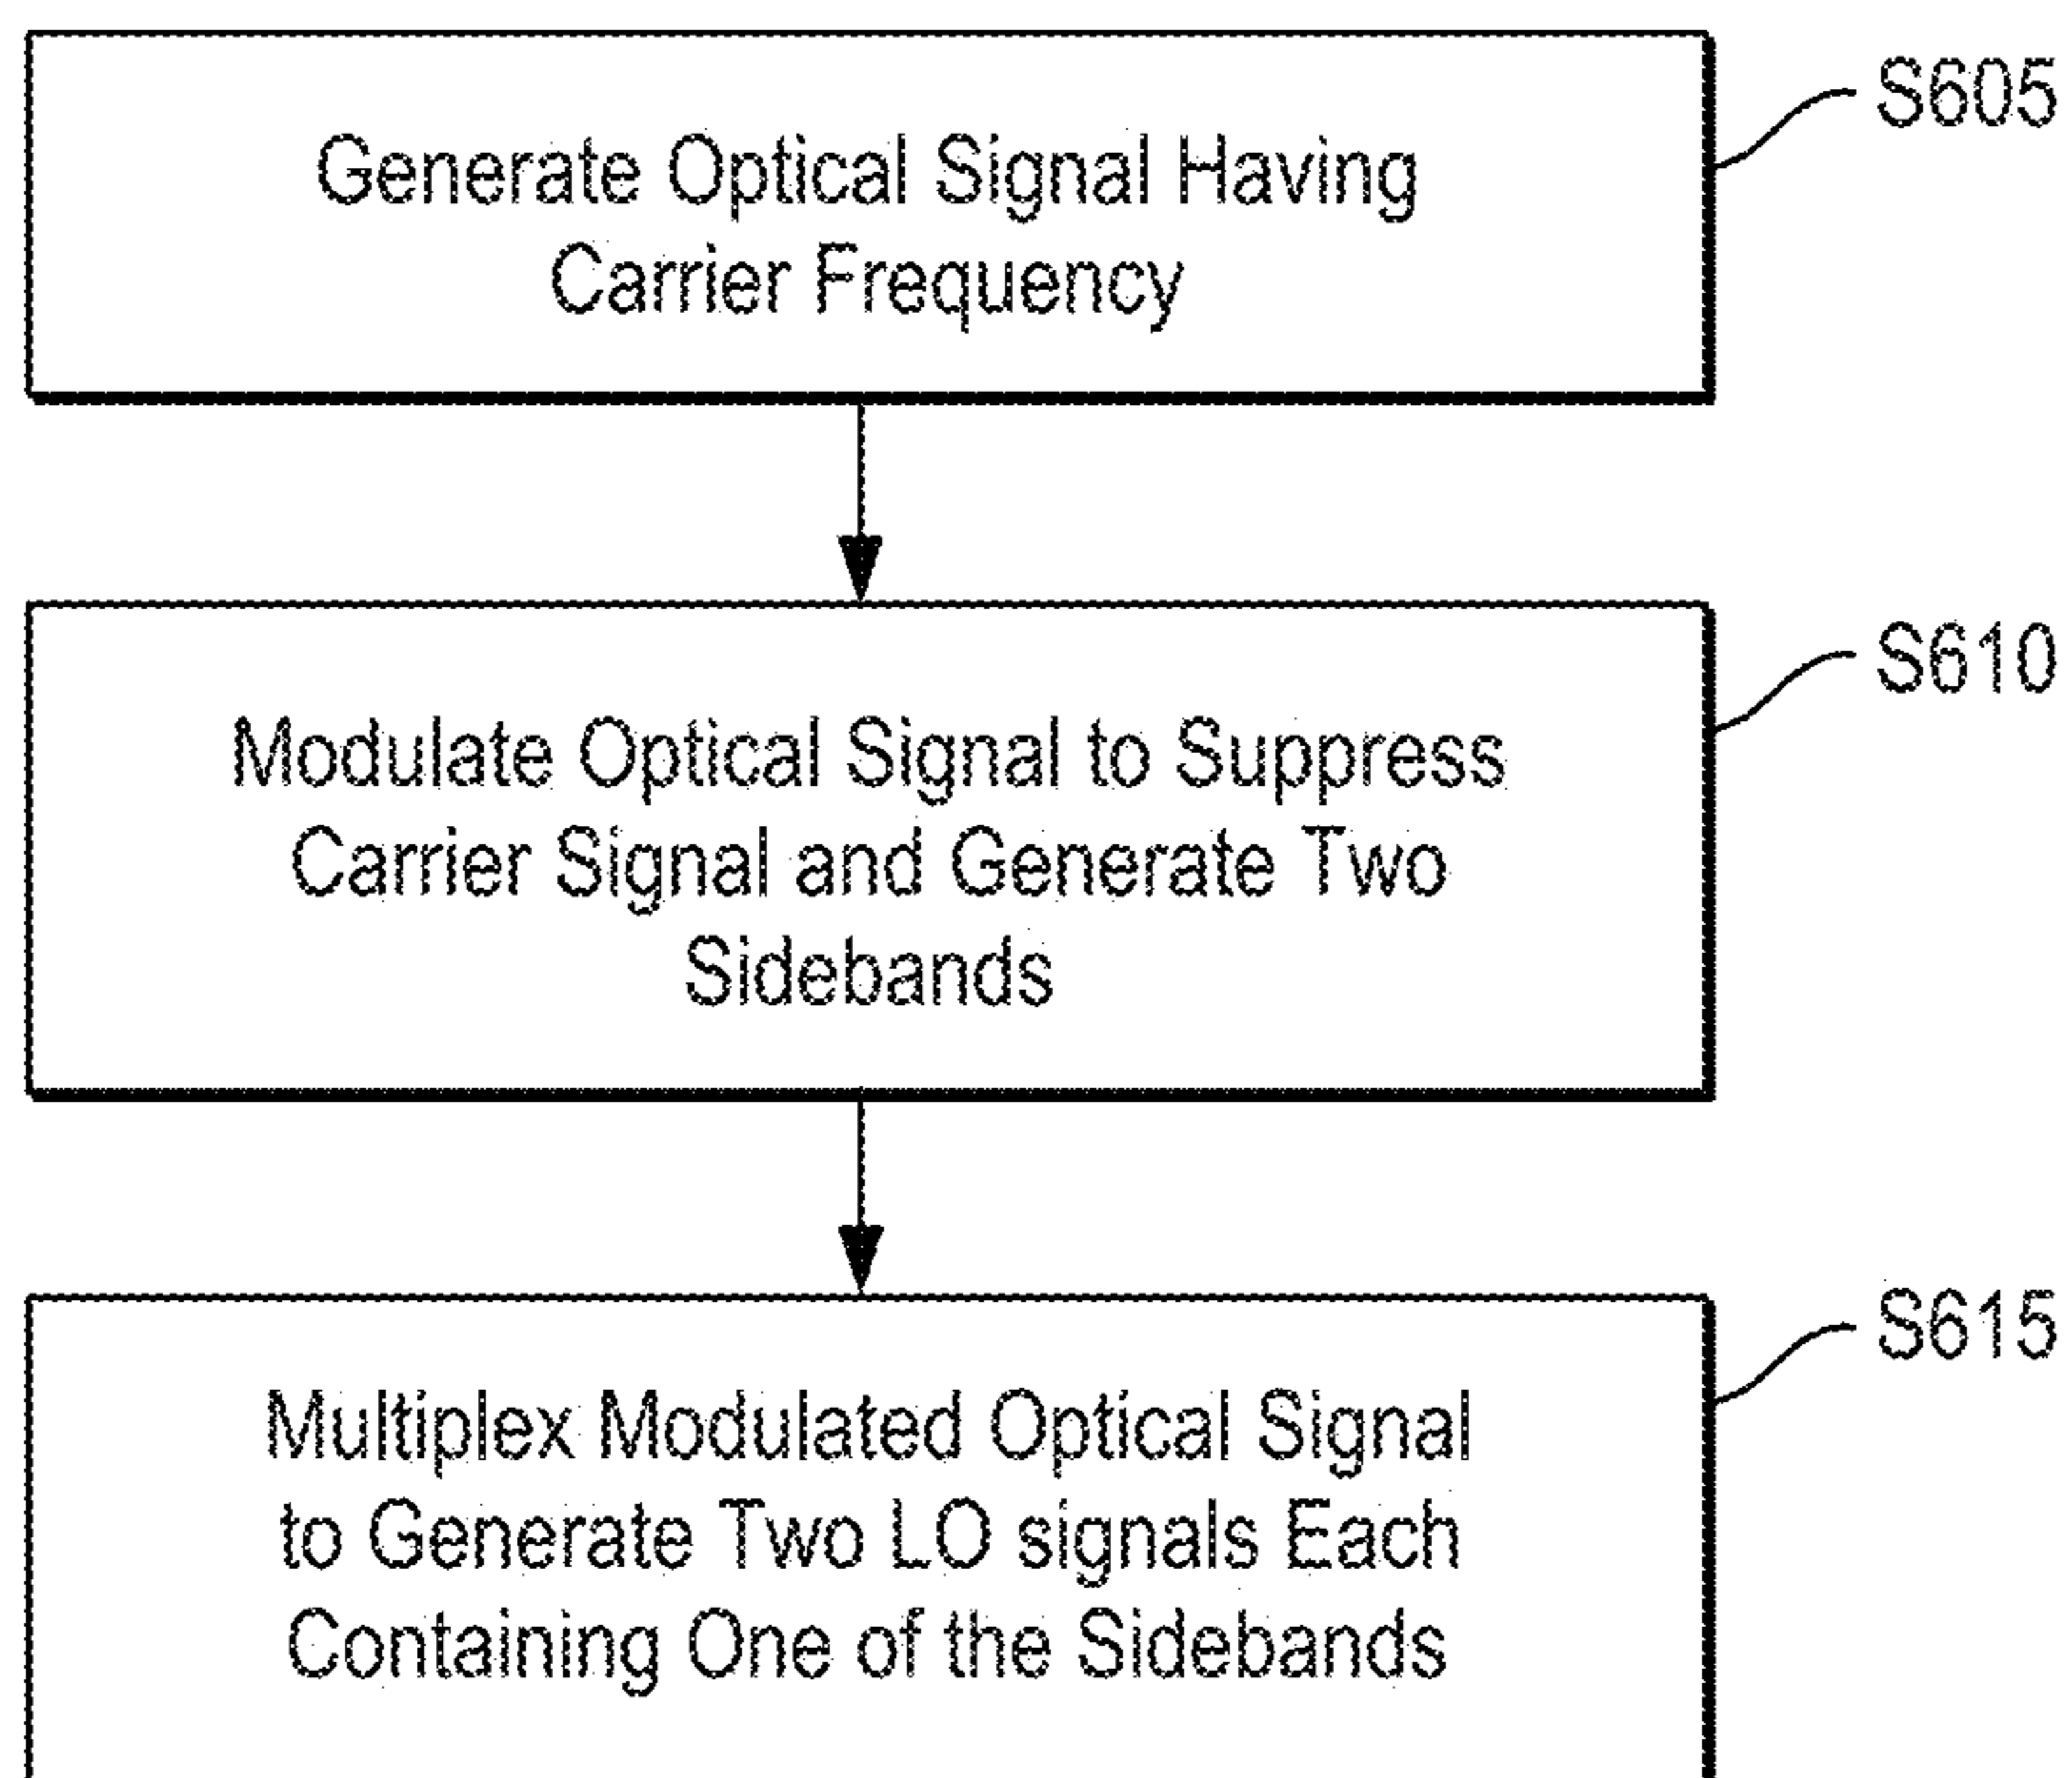 Generate Optical Signal Having
Carrier Frequency
S605
Modulate Optical Signal to Suppress
Carrier Signal and Generate Two
Sidebands
S610
Multiplex Modulated Optical Signal
to Generate Two LO signals Each
Containing One of the Sidebands
S615